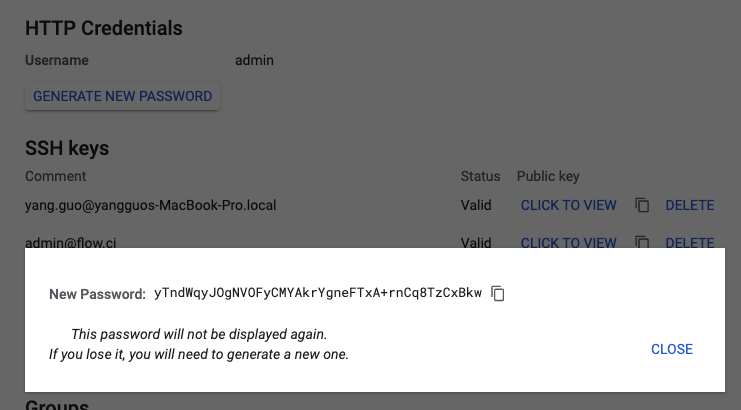 HTTP Credentials
Username admin
GENERATE NEW PASSWORD
SSH keys
Comment Status Public key
yang.guo@yangguos-MacBook-Pro.local Valid CLICK TO VIEW DELETE
admin@flow.ci Valid CLICK TO VIEW DELETE
New Password: yTndWqyJOgNVOFyCMYAkrYgneFTxA+rnCq8TzCxBkw
This password will not be displayed again.
If you lose it, you will need to generate a new one.
CLOSE
Groups